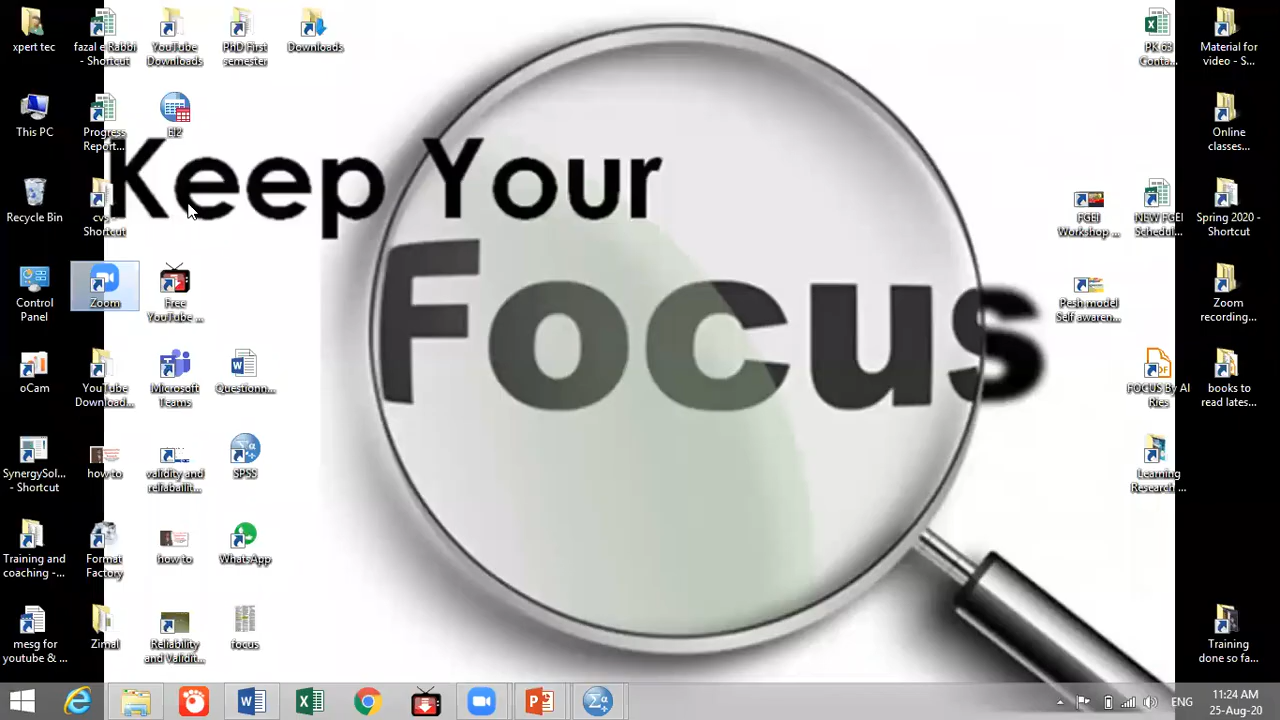 xpert tec
fazal e Rabbi
- Shortcut
YouTube
Downloads
PhD First
semester
Downloads
PK 63
Conta...
Material for
video - S...
This PC
Progress
Report...
EI2
Online
classes...
Keep Your
Focus
Recycle Bin
cvs -
Shortcut
FGEI
Workshop ...
NEW FGEI
Schedul...
Spring 2020 -
Shortcut
Control
Panel
Zoom
Free
YouTube ...
Pesh model
Self awaren...
Zoom
recording...
oCam
YouTube
Download...
Microsoft
Teams
Questionn...
FOCUS By Al
Ries
books to
read lates...
SynergySol...
- Shortcut
how to
validity and
reliabailit...
SPSS
Learning
Research ...
Training and
coaching -...
Format
Factory
how to
WhatsApp
mesg for
youtube & ...
Zimal
Reliability
and Validit...
focus
Training
done so fa...
ENG
11:24 AM
25-Aug-20